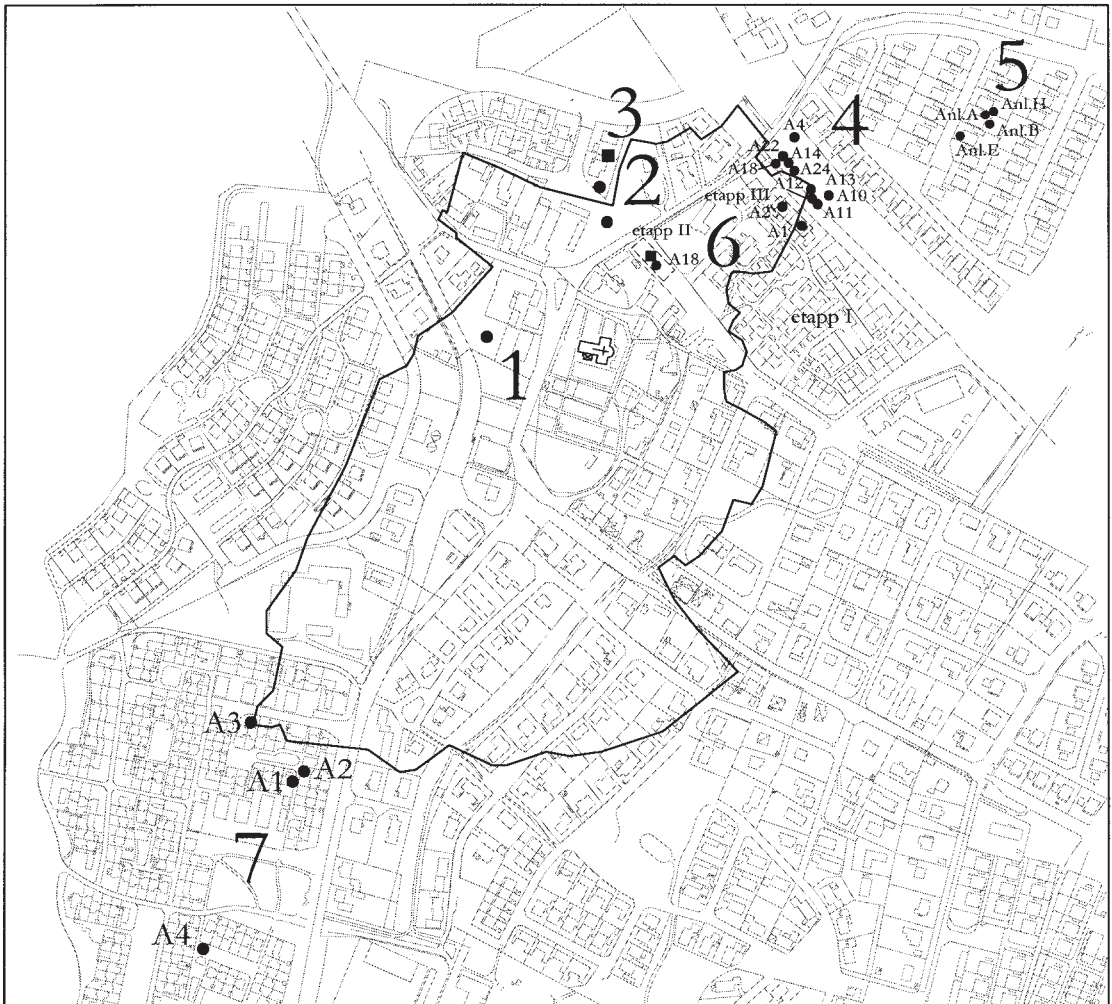 5
Anl.H
Anl.A
3
4
A4
Anl.B
Anl.E
A22
A14
A18
A24
2
A12
A13
etapp III
A10
A2
A11
A1
etapp II
6
A18
etapp I
1
A3
A2
A1
7
A4